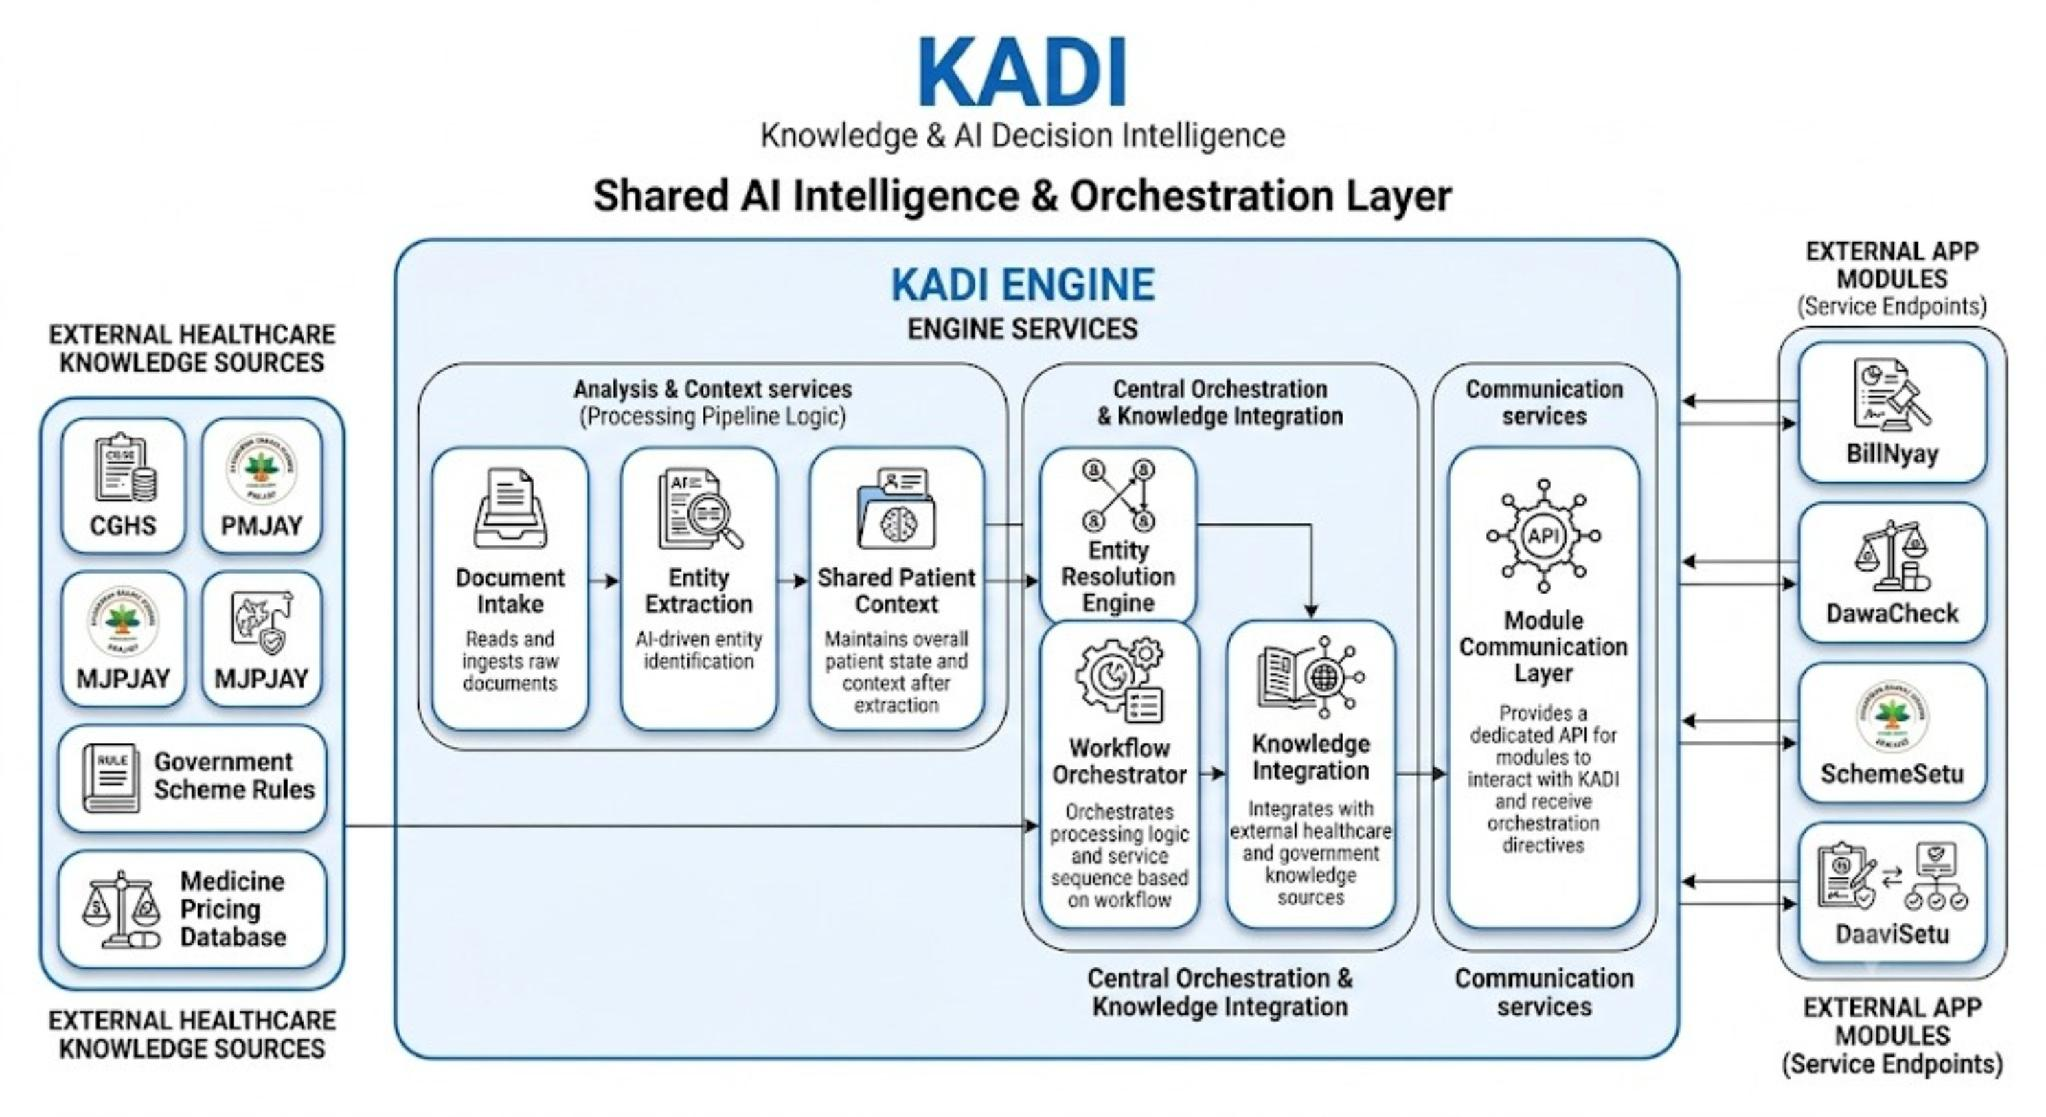 KADI
Knowledge & AI Decision Intelligence
Shared AI Intelligence & Orchestration Layer
EXTERNAL HEALTHCARE
KNOWLEDGE SOURCES
CGHS
PMJAY
MJPJAY
MJPJAY
RULE
Government
Scheme Rules
Medicine
Pricing
Database
EXTERNAL HEALTHCARE
KNOWLEDGE SOURCES
KADI ENGINE
ENGINE SERVICES
Analysis & Context services
(Processing Pipeline Logic)
Document
Intake
Reads and
ingests raw
documents
Entity
Extraction
AI-driven entity
identification
Shared Patient
Context
Maintains overall
patient state and
context after
extraction
Central Orchestration
& Knowledge Integration
Entity
Resolution
Engine
Workflow
Orchestrator
Orchestrates
processing logic
and service
sequence based
on workflow
Knowledge
Integration
Integrates with
external healthcare
and government
knowledge
sources
Central Orchestration &
Knowledge Integration
Communication
services
API
Module
Communication
Layer
Provides a
dedicated API for
modules to
interact with KADI
and receive
orchestration
directives
Communication
services
EXTERNAL APP
MODULES
(Service Endpoints)
BillNyay
DawaCheck
SchemeSetu
DaaviSetu
EXTERNAL APP
MODULES
(Service Endpoints)